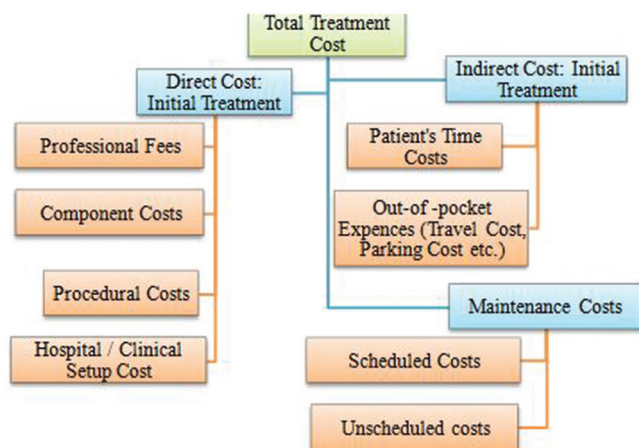 Total Treatment
Cost
Direct Cost:
Initial Treatment
Indirect Cost: Initial
Treatment
Professional Fees
Component Costs
Procedural Costs
Hospital / Clinical
Setup Cost
Patient's Time
Costs
Out-of -pocket
Expences (Travel Cost,
Parking Cost etc.)
Maintenance Costs
Scheduled Costs
Unscheduled costs